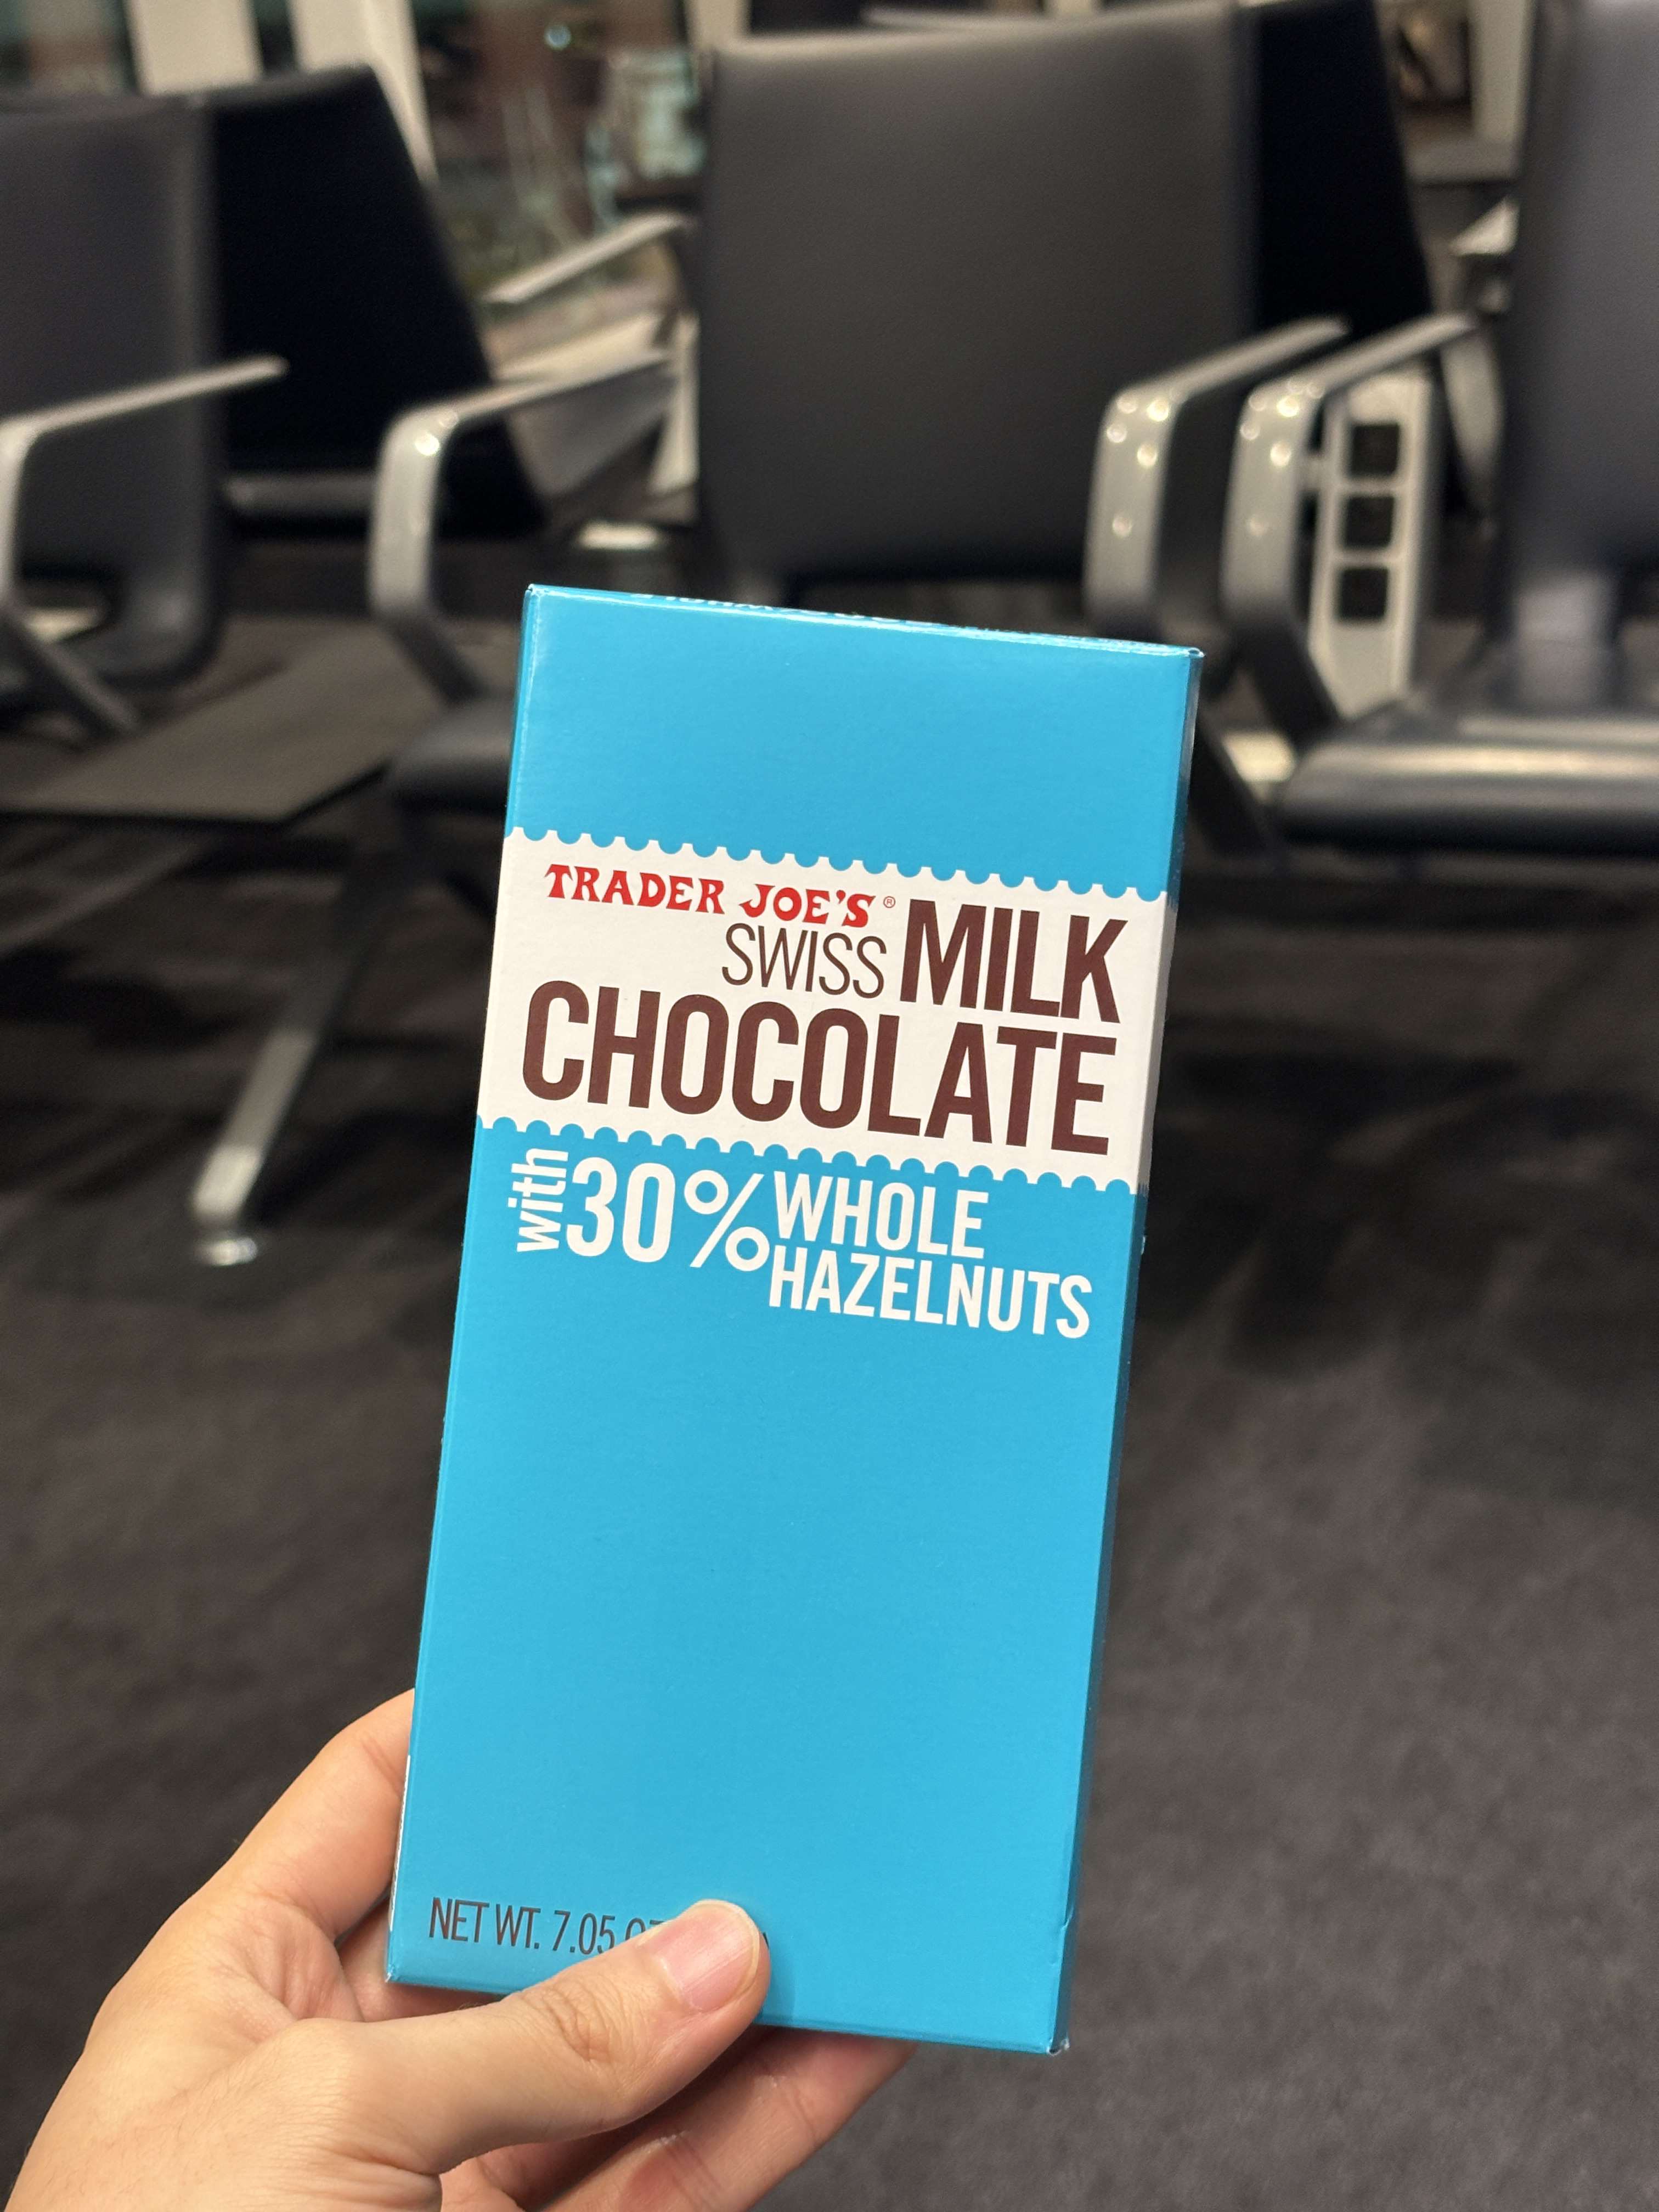 TRADER JOE'S®
SWISS MILK
CHOCOLATE
with 30% WHOLE
HAZELNUTS
NET WT. 7.05